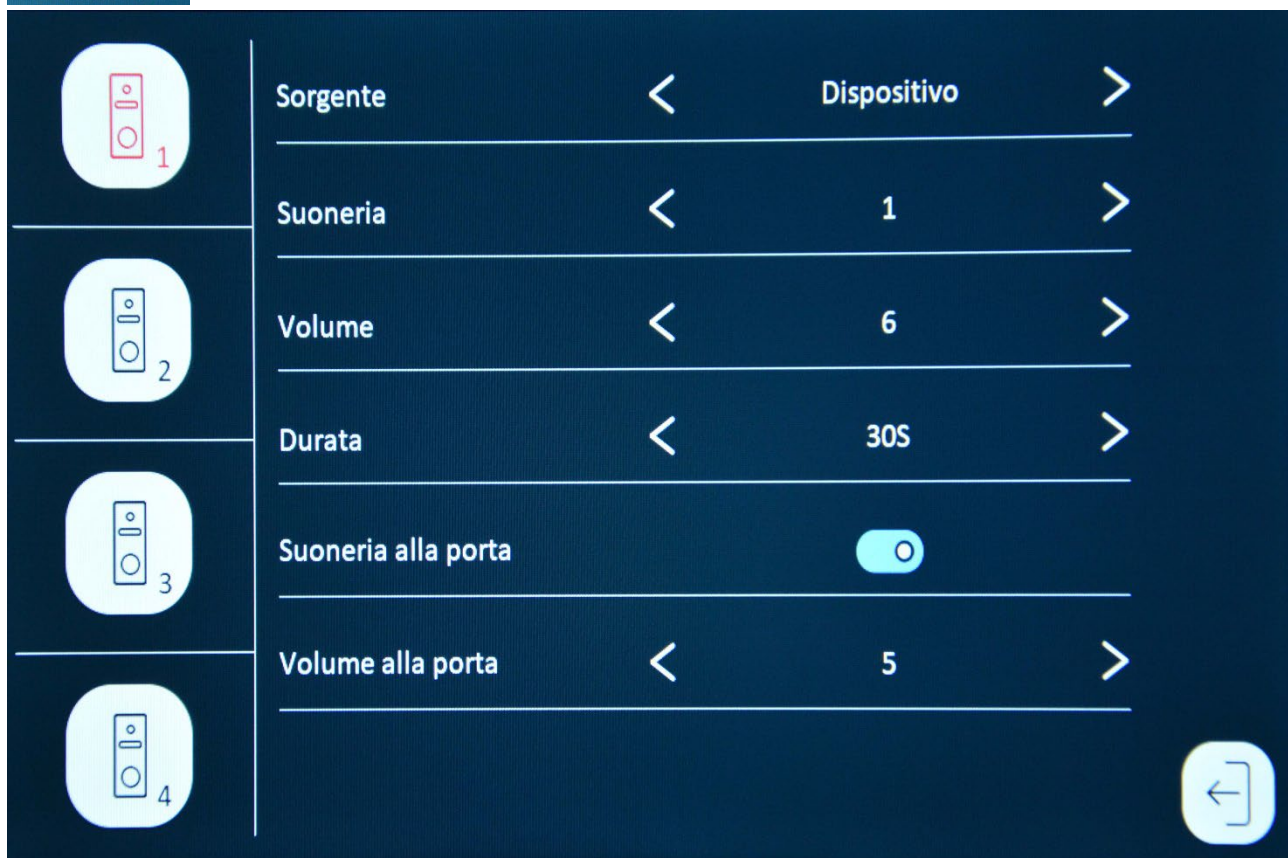 1
2
3
4
Sorgente Dispositivo
Suoneria 1
Volume 6
Durata 30S
Suoneria alla porta
Volume alla porta 5